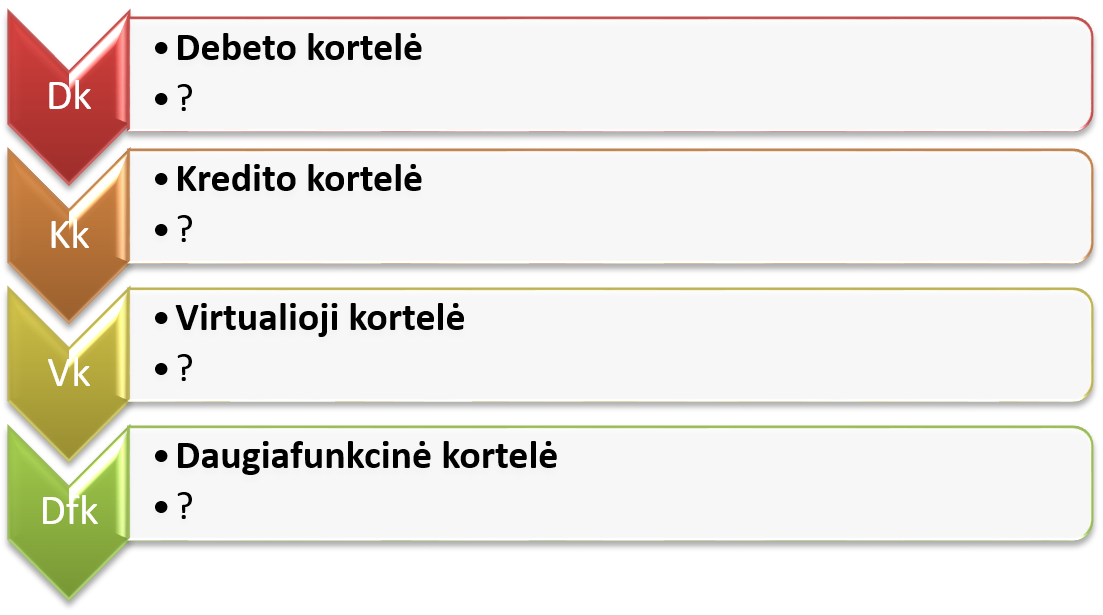 Dk
• Debeto kortelė
• ?
Kk
• Kredito kortelė
• ?
Vk
• Virtualioji kortelė
• ?
Dfk
• Daugiafunkcinė kortelė
• ?